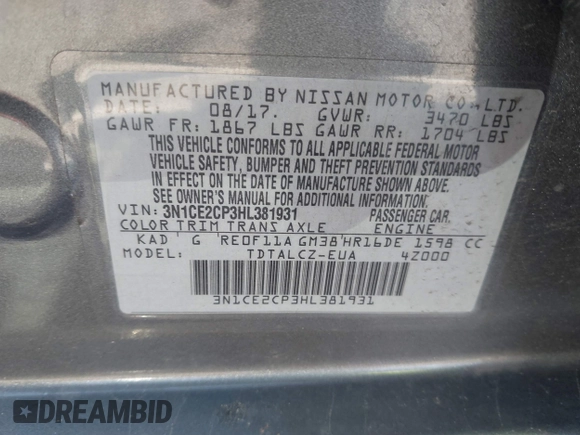 MANUFACTURED BY NISSAN MOTOR CO., LTD.
DATE: 08/17. GVWR: 3470 LBS
GAWR FR: 1867 LBS GAWR RR: 1704 LBS
THIS VEHICLE CONFORMS TO ALL APPLICABLE FEDERAL MOTOR
VEHICLE SAFETY, BUMPER AND THEFT PREVENTION STANDARDS
IN EFFECT ON THE DATE OF MANUFACTURE SHOWN ABOVE.
SEE OWNER'S MANUAL FOR ADDITIONAL INFORMATION.
VIN: 3N1CE2CP3HL381931 PASSENGER CAR.
COLOR TRIM TRANS AXLE ENGINE
KAD G RE0F11A GM38 HR16DE 1598 CC
MODEL: TDTALCZ-EUA 4Z000
3N1CE2CP3HL381931
DREAMBID